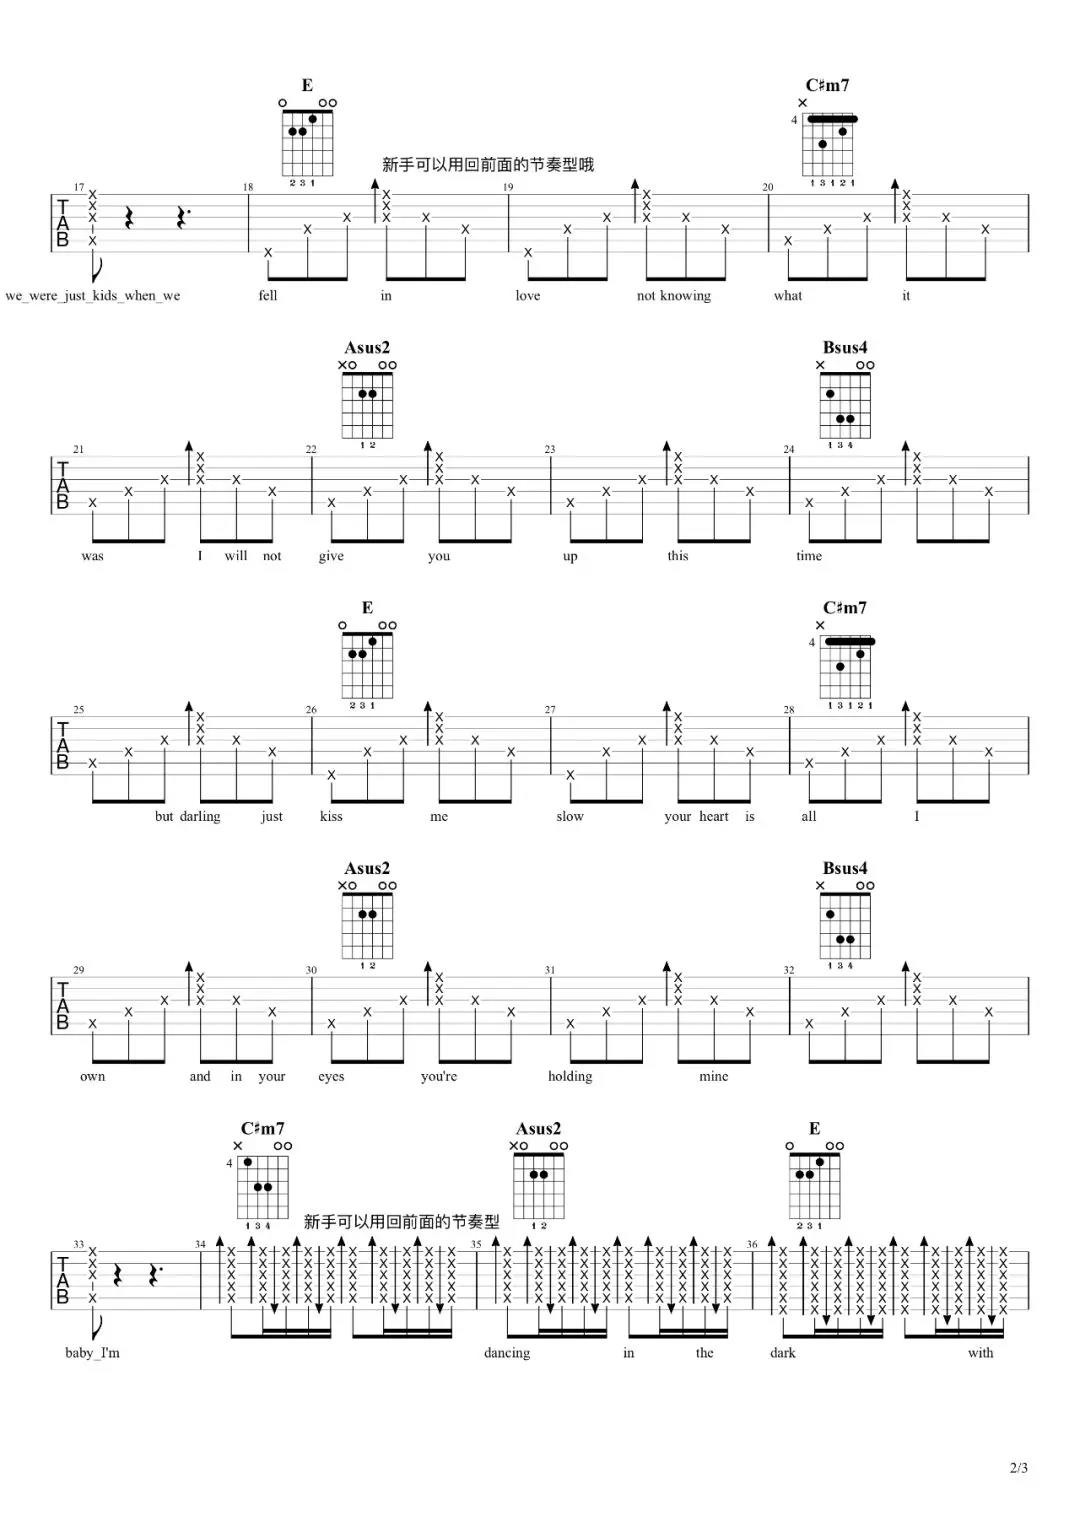 E C♯m7
4
2 3 1 1 3 1 2 1
新手可以用回前面的节奏型哦
17 18 19 20
T
A
B
we_were_just_kids_when_we fell in love not knowing what it
Asus2 Bsus4
1 2 1 3 4
21 22 23 24
T
A
B
was I will not give you up this time
E C♯m7
4
2 3 1 1 3 1 2 1
25 26 27 28
T
A
B
but darling just kiss me slow your heart is all I
Asus2 Bsus4
1 2 1 3 4
29 30 31 32
T
A
B
own and in your eyes you're holding mine
C♯m7 Asus2 E
4
1 3 4 1 2 2 3 1
新手可以用回前面的节奏型
33 34 35 36
T
A
B
baby_I'm dancing in the dark with
2/3